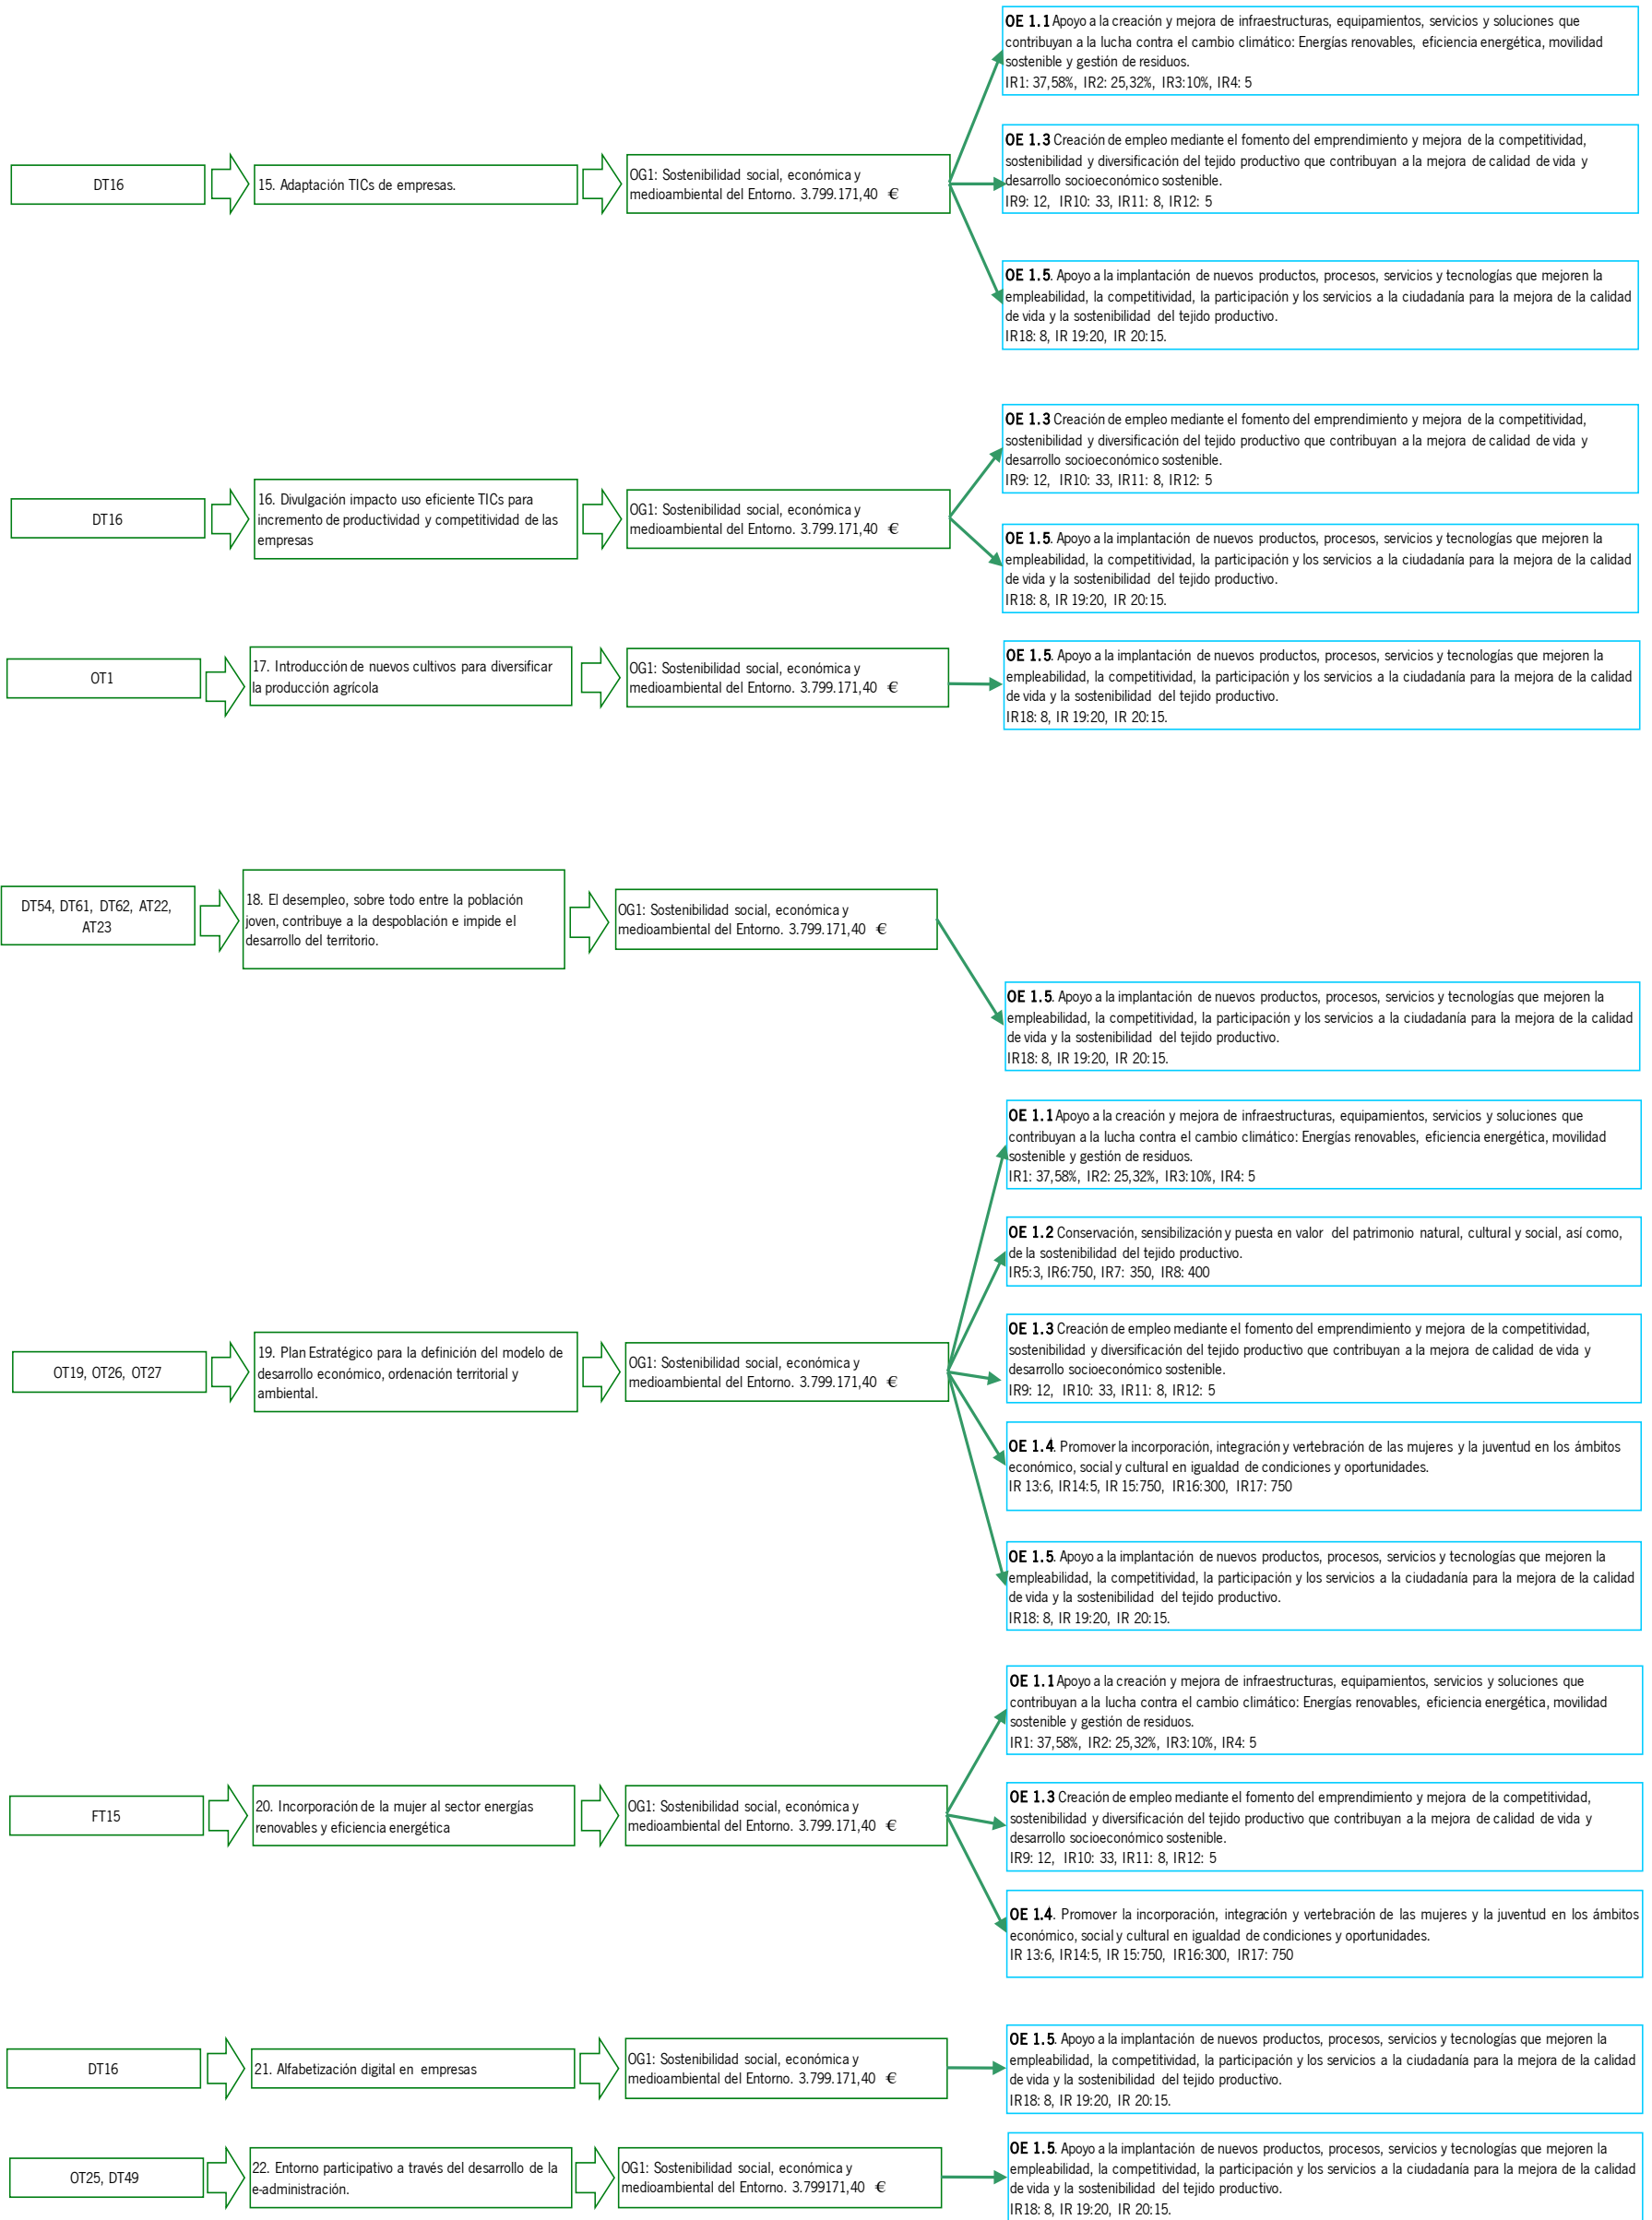 OE 1.1 Apoyo a la creación y mejora de infraestructuras, equipamientos, servicios y soluciones que
contribuyan a la lucha contra el cambio climático: Energías renovables, eficiencia energética, movilidad
sostenible y gestión de residuos.
IR1: 37,58%, IR2: 25,32%, IR3:10%, IR4: 5
DT16
15. Adaptación TICs de empresas.
OG1: Sostenibilidad social, económica y
medioambiental del Entorno. 3.799.171,40 €
OE 1.3 Creación de empleo mediante el fomento del emprendimiento y mejora de la competitividad,
sostenibilidad y diversificación del tejido productivo que contribuyan a la mejora de calidad de vida y
desarrollo socioeconómico sostenible.
IR9: 12, IR10: 33, IR11: 8, IR12: 5
OE 1.5. Apoyo a la implantación de nuevos productos, procesos, servicios y tecnologías que mejoren la
empleabilidad, la competitividad, la participación y los servicios a la ciudadanía para la mejora de la calidad
de vida y la sostenibilidad del tejido productivo.
IR18: 8, IR 19:20, IR 20:15.
DT16
16. Divulgación impacto uso eficiente TICs para
incremento de productividad y competitividad de las
empresas
OG1: Sostenibilidad social, económica y
medioambiental del Entorno. 3.799.171,40 €
OE 1.3 Creación de empleo mediante el fomento del emprendimiento y mejora de la competitividad,
sostenibilidad y diversificación del tejido productivo que contribuyan a la mejora de calidad de vida y
desarrollo socioeconómico sostenible.
IR9: 12, IR10: 33, IR11: 8, IR12: 5
OE 1.5. Apoyo a la implantación de nuevos productos, procesos, servicios y tecnologías que mejoren la
empleabilidad, la competitividad, la participación y los servicios a la ciudadanía para la mejora de la calidad
de vida y la sostenibilidad del tejido productivo.
IR18: 8, IR 19:20, IR 20:15.
OT1
17. Introducción de nuevos cultivos para diversificar
la producción agrícola
OG1: Sostenibilidad social, económica y
medioambiental del Entorno. 3.799.171,40 €
OE 1.5. Apoyo a la implantación de nuevos productos, procesos, servicios y tecnologías que mejoren la
empleabilidad, la competitividad, la participación y los servicios a la ciudadanía para la mejora de la calidad
de vida y la sostenibilidad del tejido productivo.
IR18: 8, IR 19:20, IR 20:15.
DT54, DT61, DT62, AT22,
AT23
18. El desempleo, sobre todo entre la población
joven, contribuye a la despoblación e impide el
desarrollo del territorio.
OG1: Sostenibilidad social, económica y
medioambiental del Entorno. 3.799.171,40 €
OE 1.5. Apoyo a la implantación de nuevos productos, procesos, servicios y tecnologías que mejoren la
empleabilidad, la competitividad, la participación y los servicios a la ciudadanía para la mejora de la calidad
de vida y la sostenibilidad del tejido productivo.
IR18: 8, IR 19:20, IR 20:15.
OT19, OT26, OT27
19. Plan Estratégico para la definición del modelo de
desarrollo económico, ordenación territorial y
ambiental.
OG1: Sostenibilidad social, económica y
medioambiental del Entorno. 3.799.171,40 €
OE 1.1 Apoyo a la creación y mejora de infraestructuras, equipamientos, servicios y soluciones que
contribuyan a la lucha contra el cambio climático: Energías renovables, eficiencia energética, movilidad
sostenible y gestión de residuos.
IR1: 37,58%, IR2: 25,32%, IR3:10%, IR4: 5
OE 1.2 Conservación, sensibilización y puesta en valor del patrimonio natural, cultural y social, así como,
de la sostenibilidad del tejido productivo.
IR5:3, IR6:750, IR7: 350, IR8: 400
OE 1.3 Creación de empleo mediante el fomento del emprendimiento y mejora de la competitividad,
sostenibilidad y diversificación del tejido productivo que contribuyan a la mejora de calidad de vida y
desarrollo socioeconómico sostenible.
IR9: 12, IR10: 33, IR11: 8, IR12: 5
OE 1.4. Promover la incorporación, integración y vertebración de las mujeres y la juventud en los ámbitos
económico, social y cultural en igualdad de condiciones y oportunidades.
IR 13:6, IR14:5, IR 15:750, IR16:300, IR17: 750
OE 1.5. Apoyo a la implantación de nuevos productos, procesos, servicios y tecnologías que mejoren la
empleabilidad, la competitividad, la participación y los servicios a la ciudadanía para la mejora de la calidad
de vida y la sostenibilidad del tejido productivo.
IR18: 8, IR 19:20, IR 20:15.
FT15
20. Incorporación de la mujer al sector energías
renovables y eficiencia energética
OG1: Sostenibilidad social, económica y
medioambiental del Entorno. 3.799.171,40 €
OE 1.1 Apoyo a la creación y mejora de infraestructuras, equipamientos, servicios y soluciones que
contribuyan a la lucha contra el cambio climático: Energías renovables, eficiencia energética, movilidad
sostenible y gestión de residuos.
IR1: 37,58%, IR2: 25,32%, IR3:10%, IR4: 5
OE 1.3 Creación de empleo mediante el fomento del emprendimiento y mejora de la competitividad,
sostenibilidad y diversificación del tejido productivo que contribuyan a la mejora de calidad de vida y
desarrollo socioeconómico sostenible.
IR9: 12, IR10: 33, IR11: 8, IR12: 5
OE 1.4. Promover la incorporación, integración y vertebración de las mujeres y la juventud en los ámbitos
económico, social y cultural en igualdad de condiciones y oportunidades.
IR 13:6, IR14:5, IR 15:750, IR16:300, IR17: 750
DT16
21. Alfabetización digital en empresas
OG1: Sostenibilidad social, económica y
medioambiental del Entorno. 3.799.171,40 €
OE 1.5. Apoyo a la implantación de nuevos productos, procesos, servicios y tecnologías que mejoren la
empleabilidad, la competitividad, la participación y los servicios a la ciudadanía para la mejora de la calidad
de vida y la sostenibilidad del tejido productivo.
IR18: 8, IR 19:20, IR 20:15.
OT25, DT49
22. Entorno participativo a través del desarrollo de la
e-administración.
OG1: Sostenibilidad social, económica y
medioambiental del Entorno. 3.799171,40 €
OE 1.5. Apoyo a la implantación de nuevos productos, procesos, servicios y tecnologías que mejoren la
empleabilidad, la competitividad, la participación y los servicios a la ciudadanía para la mejora de la calidad
de vida y la sostenibilidad del tejido productivo.
IR18: 8, IR 19:20, IR 20:15.